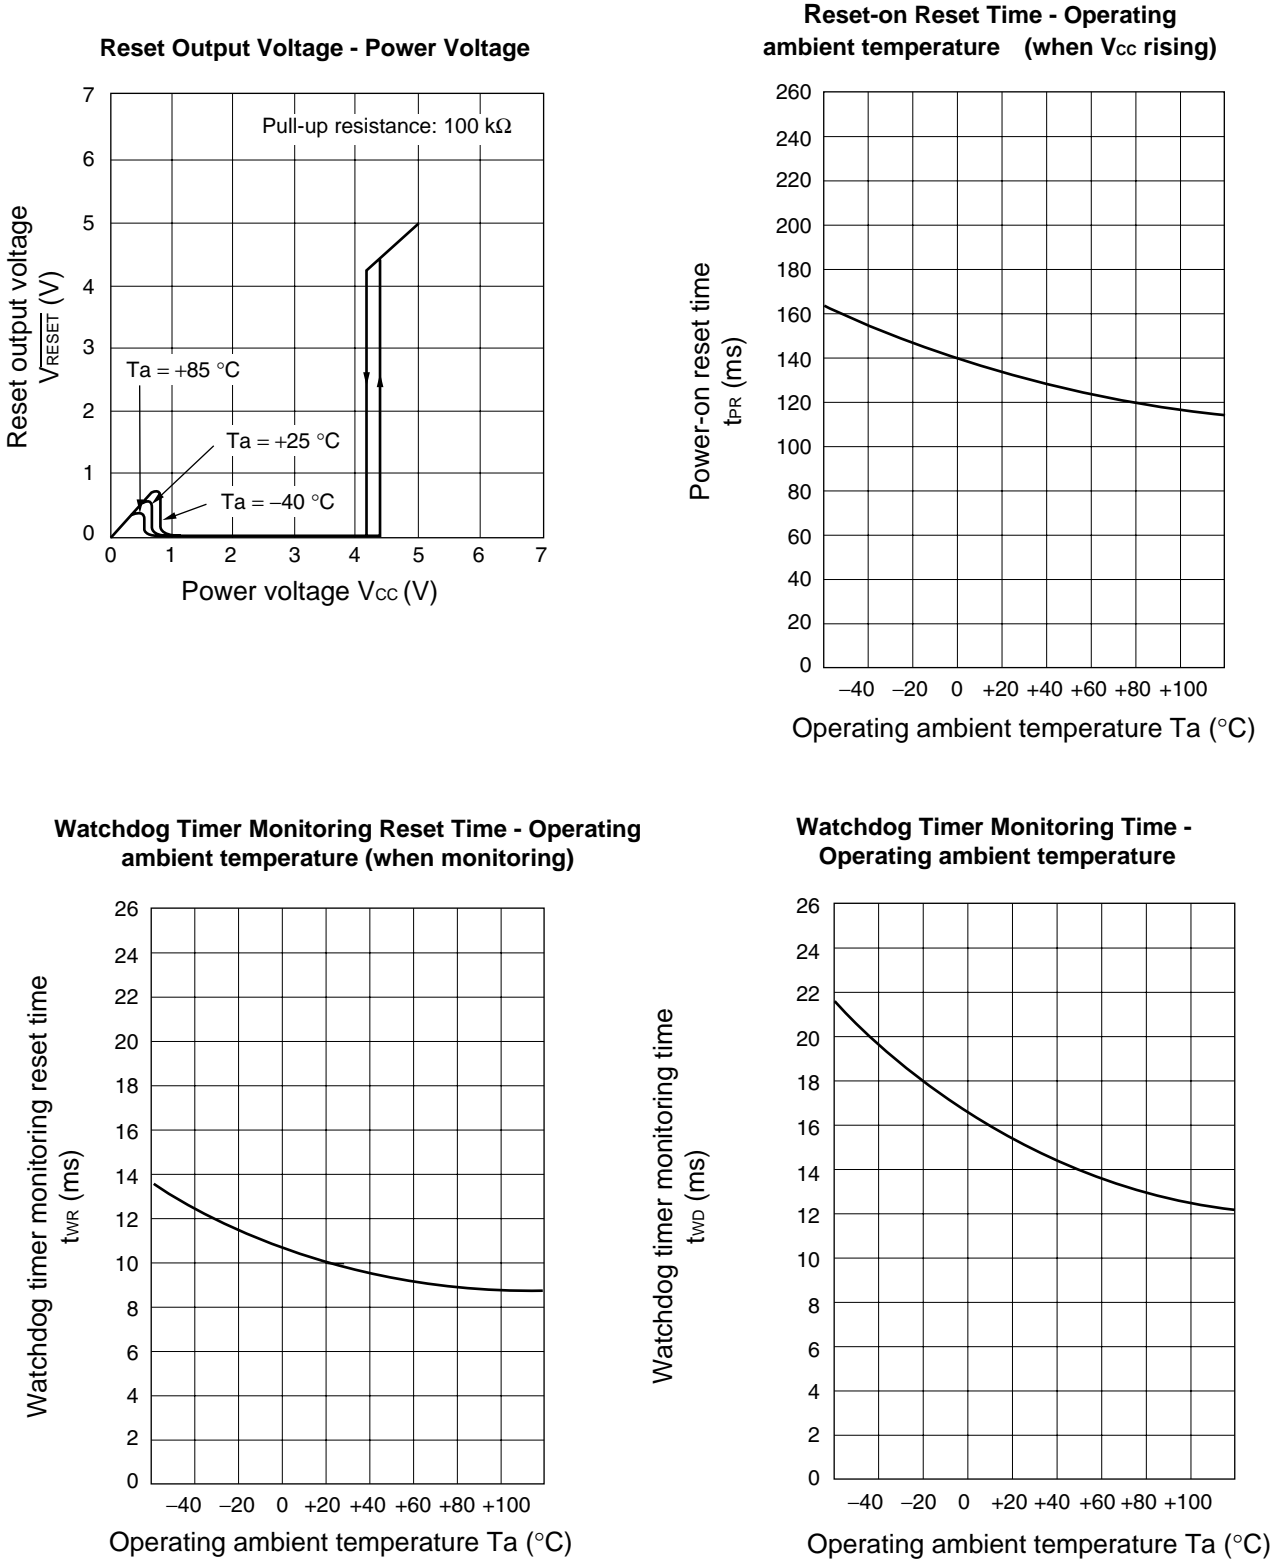 Reset Output Voltage - Power Voltage
7
6
5
4
3
2
1
0
Pull-up resistance: 100 kΩ
Ta = +85 °C
Ta = +25 °C
Ta = −40 °C
0 1 2 3 4 5 6 7
Power voltage VCC (V)
Reset output voltage
VRESET (V)
Reset-on Reset Time - Operating
ambient temperature (when VCC rising)
260
240
220
200
180
160
140
120
100
80
60
40
20
0
−40 −20 0 +20 +40 +60 +80 +100
Operating ambient temperature Ta (°C)
Power-on reset time
tPR (ms)
Watchdog Timer Monitoring Reset Time - Operating
ambient temperature (when monitoring)
26
24
22
20
18
16
14
12
10
8
6
4
2
0
−40 −20 0 +20 +40 +60 +80 +100
Operating ambient temperature Ta (°C)
Watchdog timer monitoring reset time
tWR (ms)
Watchdog Timer Monitoring Time -
Operating ambient temperature
26
24
22
20
18
16
14
12
10
8
6
4
2
0
−40 −20 0 +20 +40 +60 +80 +100
Operating ambient temperature Ta (°C)
Watchdog timer monitoring time
tWD (ms)